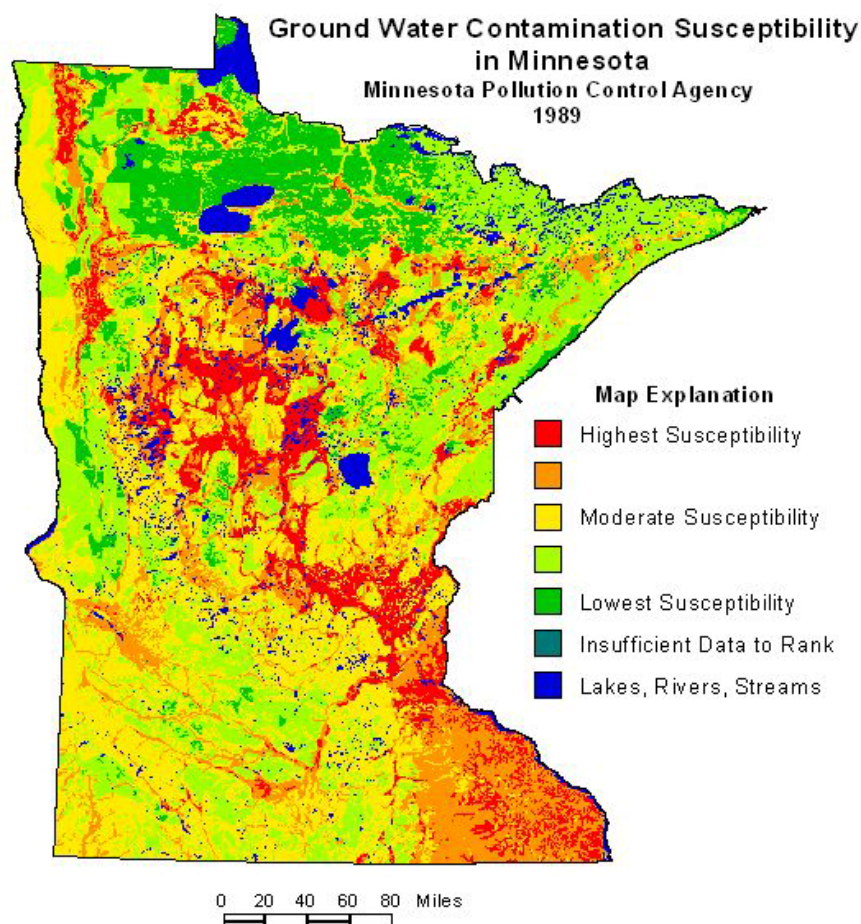 Ground Water Contamination Susceptibility
in Minnesota
Minnesota Pollution Control Agency
1989
Map Explanation
Highest Susceptibility
Moderate Susceptibility
Lowest Susceptibility
Insufficient Data to Rank
Lakes, Rivers, Streams
0 20 40 60 80 Miles